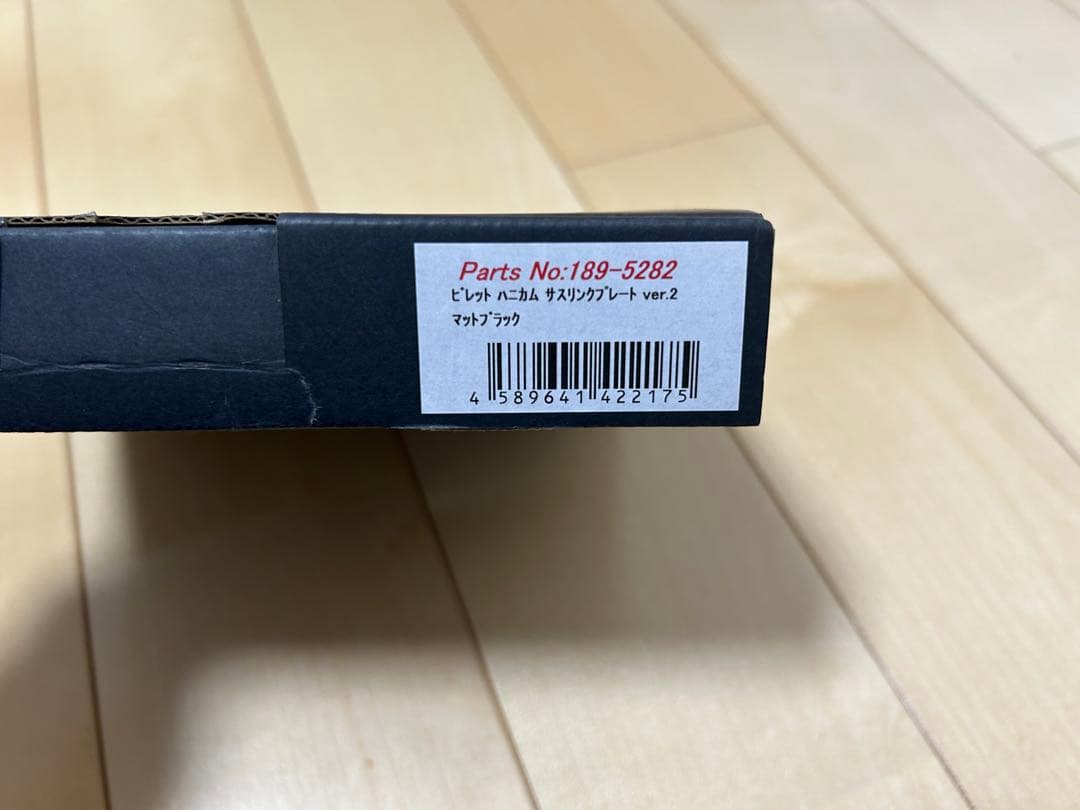 Parts No:189-5282
ﾋﾞﾚｯﾄ ﾊﾆｶﾑ ｻｽﾘﾝｸﾌﾟﾚｰﾄ ver.2
ﾏｯﾄﾌﾞﾗｯｸ
4 589641 422175